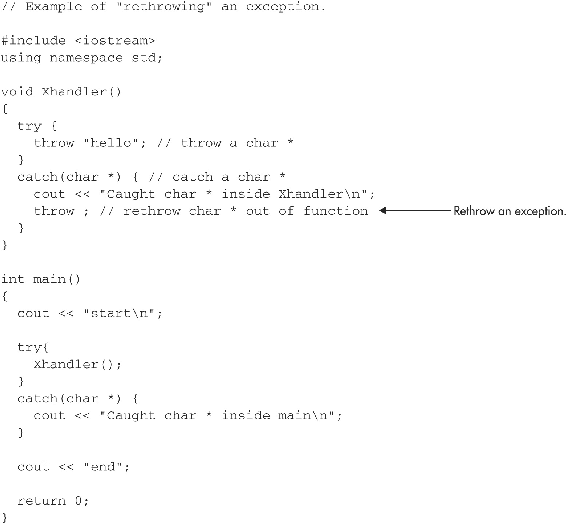 // Example of "rethrowing" an exception.

#include <iostream>
using namespace std;

void Xhandler()
{
  try {
    throw "hello"; // throw a char *
  }
  catch(char *) { // catch a char *
    cout << "Caught char * inside Xhandler\n";
    throw ; // rethrow char * out of function Rethrow an exception.
  }
}

int main()
{
  cout << "start\n";

  try{
    Xhandler();
  }
  catch(char *) {
    cout << "Caught char * inside main\n";
  }

  cout << "end";

  return 0;
}